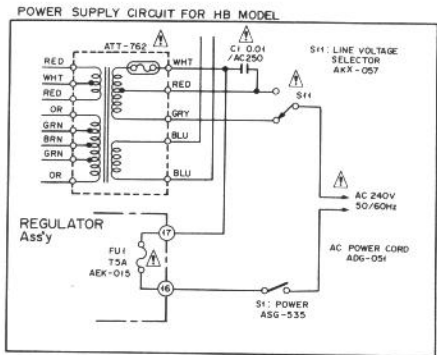 POWER SUPPLY CIRCUIT FOR HB MODEL
ATT-762
RED
WHT
RED
OR
GRN
BRN
GRN
OR
WHT
RED
GRY
BLU
BLU
C1 0.01
/AC250
S11: LINE VOLTAGE
SELECTOR
AKX-057
S11
AC 240V
50/60Hz
AC POWER CORD
ADG-051
REGULATOR
Ass'y
FU1
T5A
AEK-015
17
16
S1: POWER
ASG-535